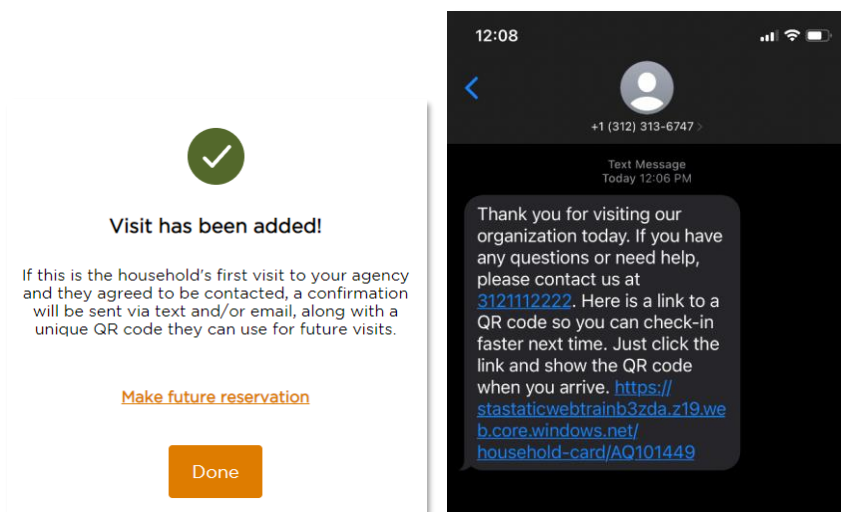 Visit has been added!
If this is the household's first visit to your agency
and they agreed to be contacted, a confirmation
will be sent via text and/or email, along with a
unique QR code they can use for future visits.
Make future reservation
Done
12:08
+1 (312) 313-6747 >
Text Message
Today 12:06 PM
Thank you for visiting our
organization today. If you have
any questions or need help,
please contact us at
3121112222. Here is a link to a
QR code so you can check-in
faster next time. Just click the
link and show the QR code
when you arrive. https://
stastaticwebtrainb3zda.z19.we
b.core.windows.net/
household-card/AQ101449